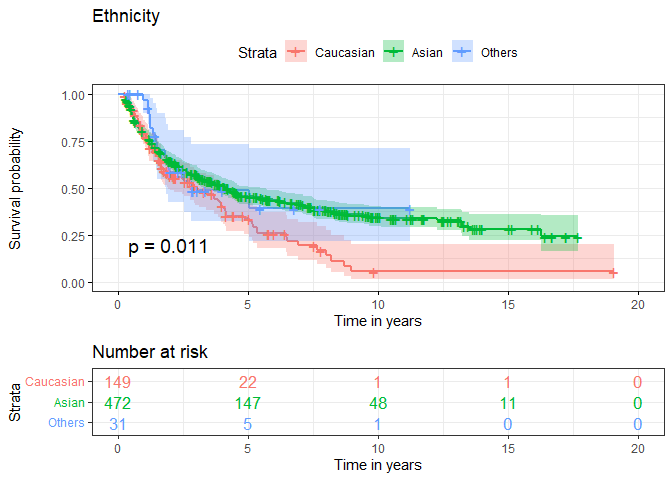 Ethnicity
Strata Caucasian Asian Others
Survival probability
1.00
0.75
0.50
0.25
0.00
p = 0.011
0 5 10 15 20
Time in years
Number at risk
Strata
Caucasian 149 22 1 1 0
Asian 472 147 48 11 0
Others 31 5 1 0 0
0 5 10 15 20
Time in years